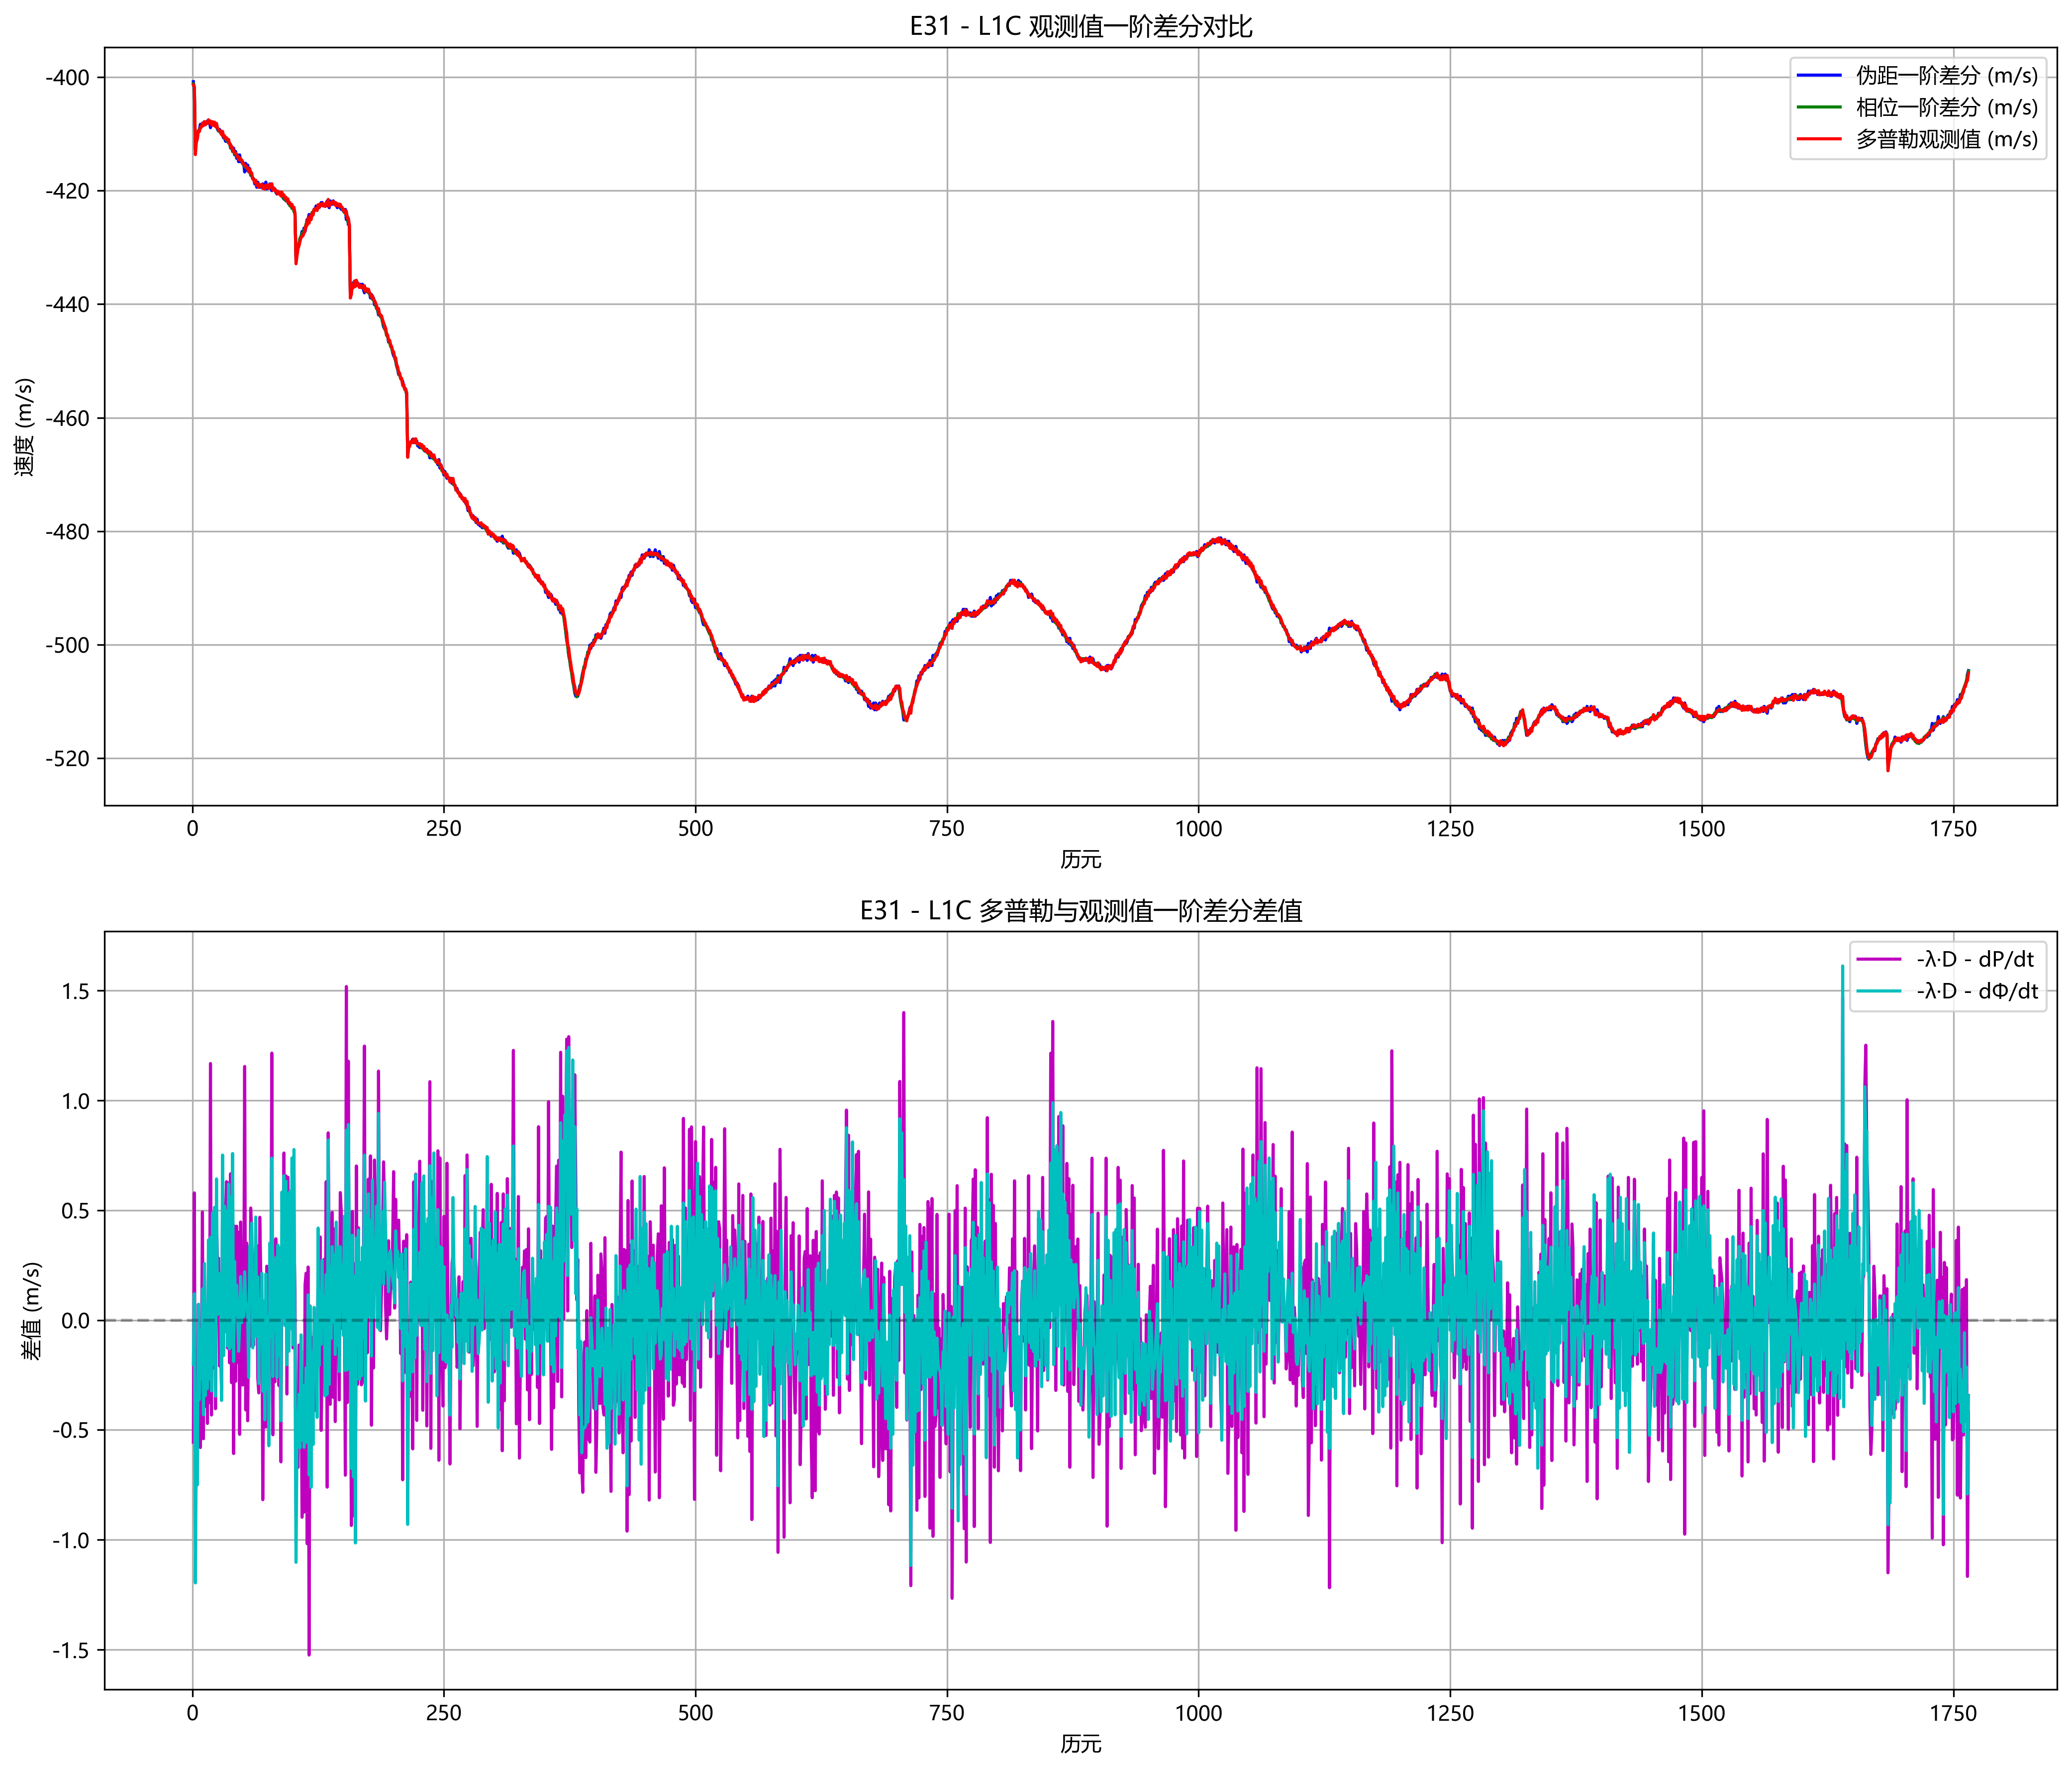 E31 - L1C 观测值一阶差分对比
伪距一阶差分 (m/s)
相位一阶差分 (m/s)
多普勒观测值 (m/s)
速度 (m/s)
-400
-420
-440
-460
-480
-500
-520
0 250 500 750 1000 1250 1500 1750
历元
E31 - L1C 多普勒与观测值一阶差分差值
-λ·D - dP/dt
-λ·D - dΦ/dt
差值 (m/s)
1.5
1.0
0.5
0.0
-0.5
-1.0
-1.5
0 250 500 750 1000 1250 1500 1750
历元